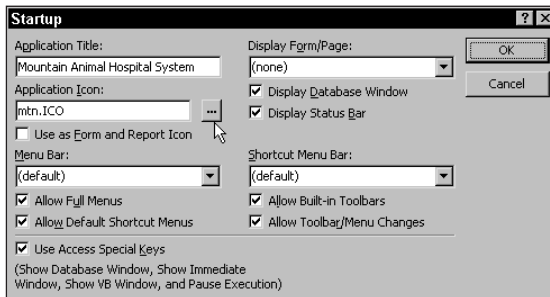 Startup
Application Title:
Mountain Animal Hospital System
Application Icon:
mtn.ICO
...
Use as Form and Report Icon
Menu Bar:
(default)
Allow Full Menus
Allow Default Shortcut Menus
Display Form/Page:
(none)
Display Database Window
Display Status Bar
Shortcut Menu Bar:
(default)
Allow Built-in Toolbars
Allow Toolbar/Menu Changes
Use Access Special Keys
(Show Database Window, Show Immediate
Window, Show VB Window, and Pause Execution)
OK
Cancel